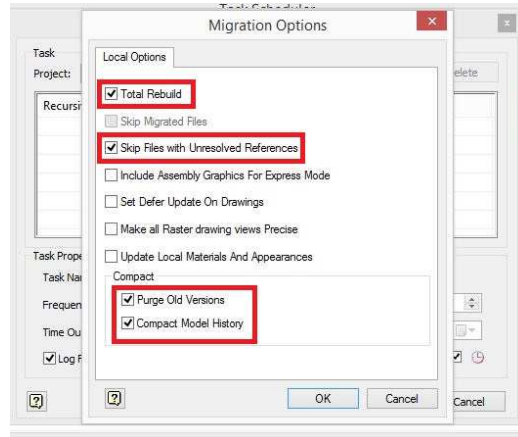 Task Scheduler
Migration Options
Task
Local Options
Project:
elete
Total Rebuild
Recursi
Skip Migrated Files
Skip Files with Unresolved References
Include Assembly Graphics For Express Mode
Set Defer Update On Drawings
Make all Raster drawing views Precise
Task Prope
Update Local Materials And Appearances
Task Nar
Compact
Frequen
Purge Old Versions
Time Ou
Compact Model History
Log F
OK
Cancel
Cancel